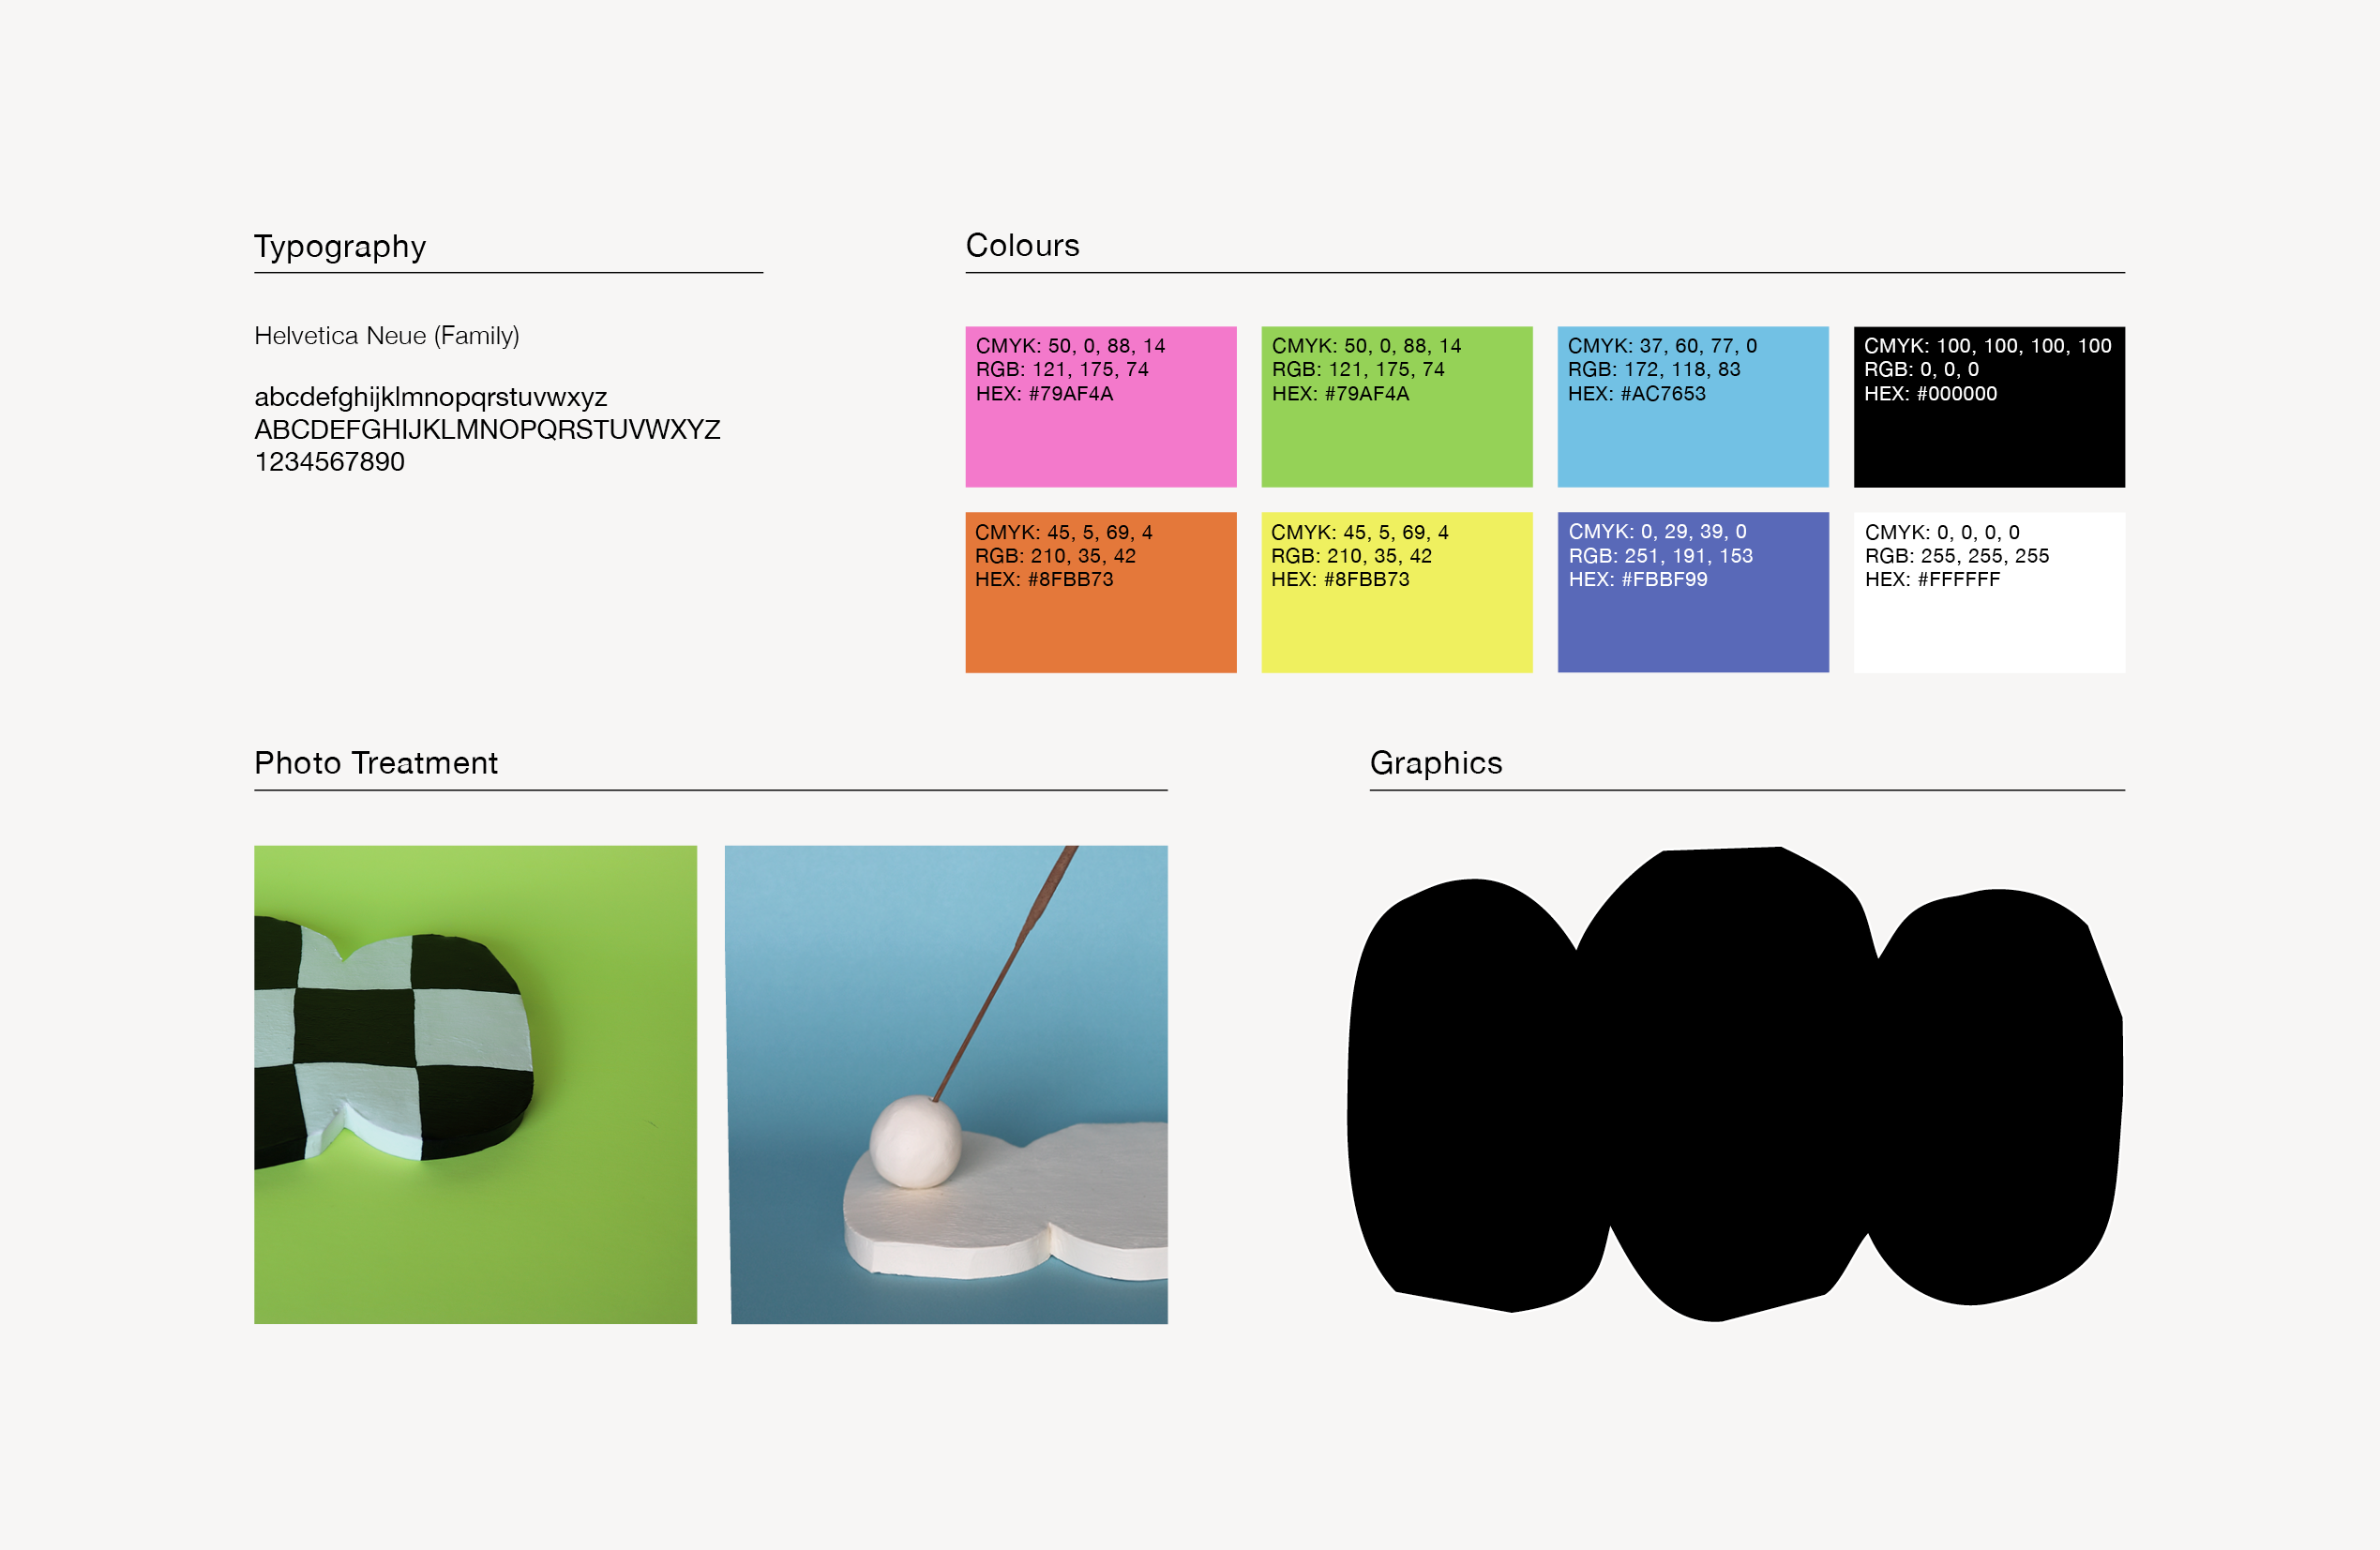 Typography
Helvetica Neue (Family)
abcdefghijklmnopqrstuvwxyz
ABCDEFGHIJKLMNOPQRSTUVWXYZ
1234567890
Colours
CMYK: 50, 0, 88, 14
RGB: 121, 175, 74
HEX: #79AF4A
CMYK: 50, 0, 88, 14
RGB: 121, 175, 74
HEX: #79AF4A
CMYK: 37, 60, 77, 0
RGB: 172, 118, 83
HEX: #AC7653
CMYK: 100, 100, 100, 100
RGB: 0, 0, 0
HEX: #000000
CMYK: 45, 5, 69, 4
RGB: 210, 35, 42
HEX: #8FBB73
CMYK: 45, 5, 69, 4
RGB: 210, 35, 42
HEX: #8FBB73
CMYK: 0, 29, 39, 0
RGB: 251, 191, 153
HEX: #FBBF99
CMYK: 0, 0, 0, 0
RGB: 255, 255, 255
HEX: #FFFFFF
Photo Treatment
Graphics